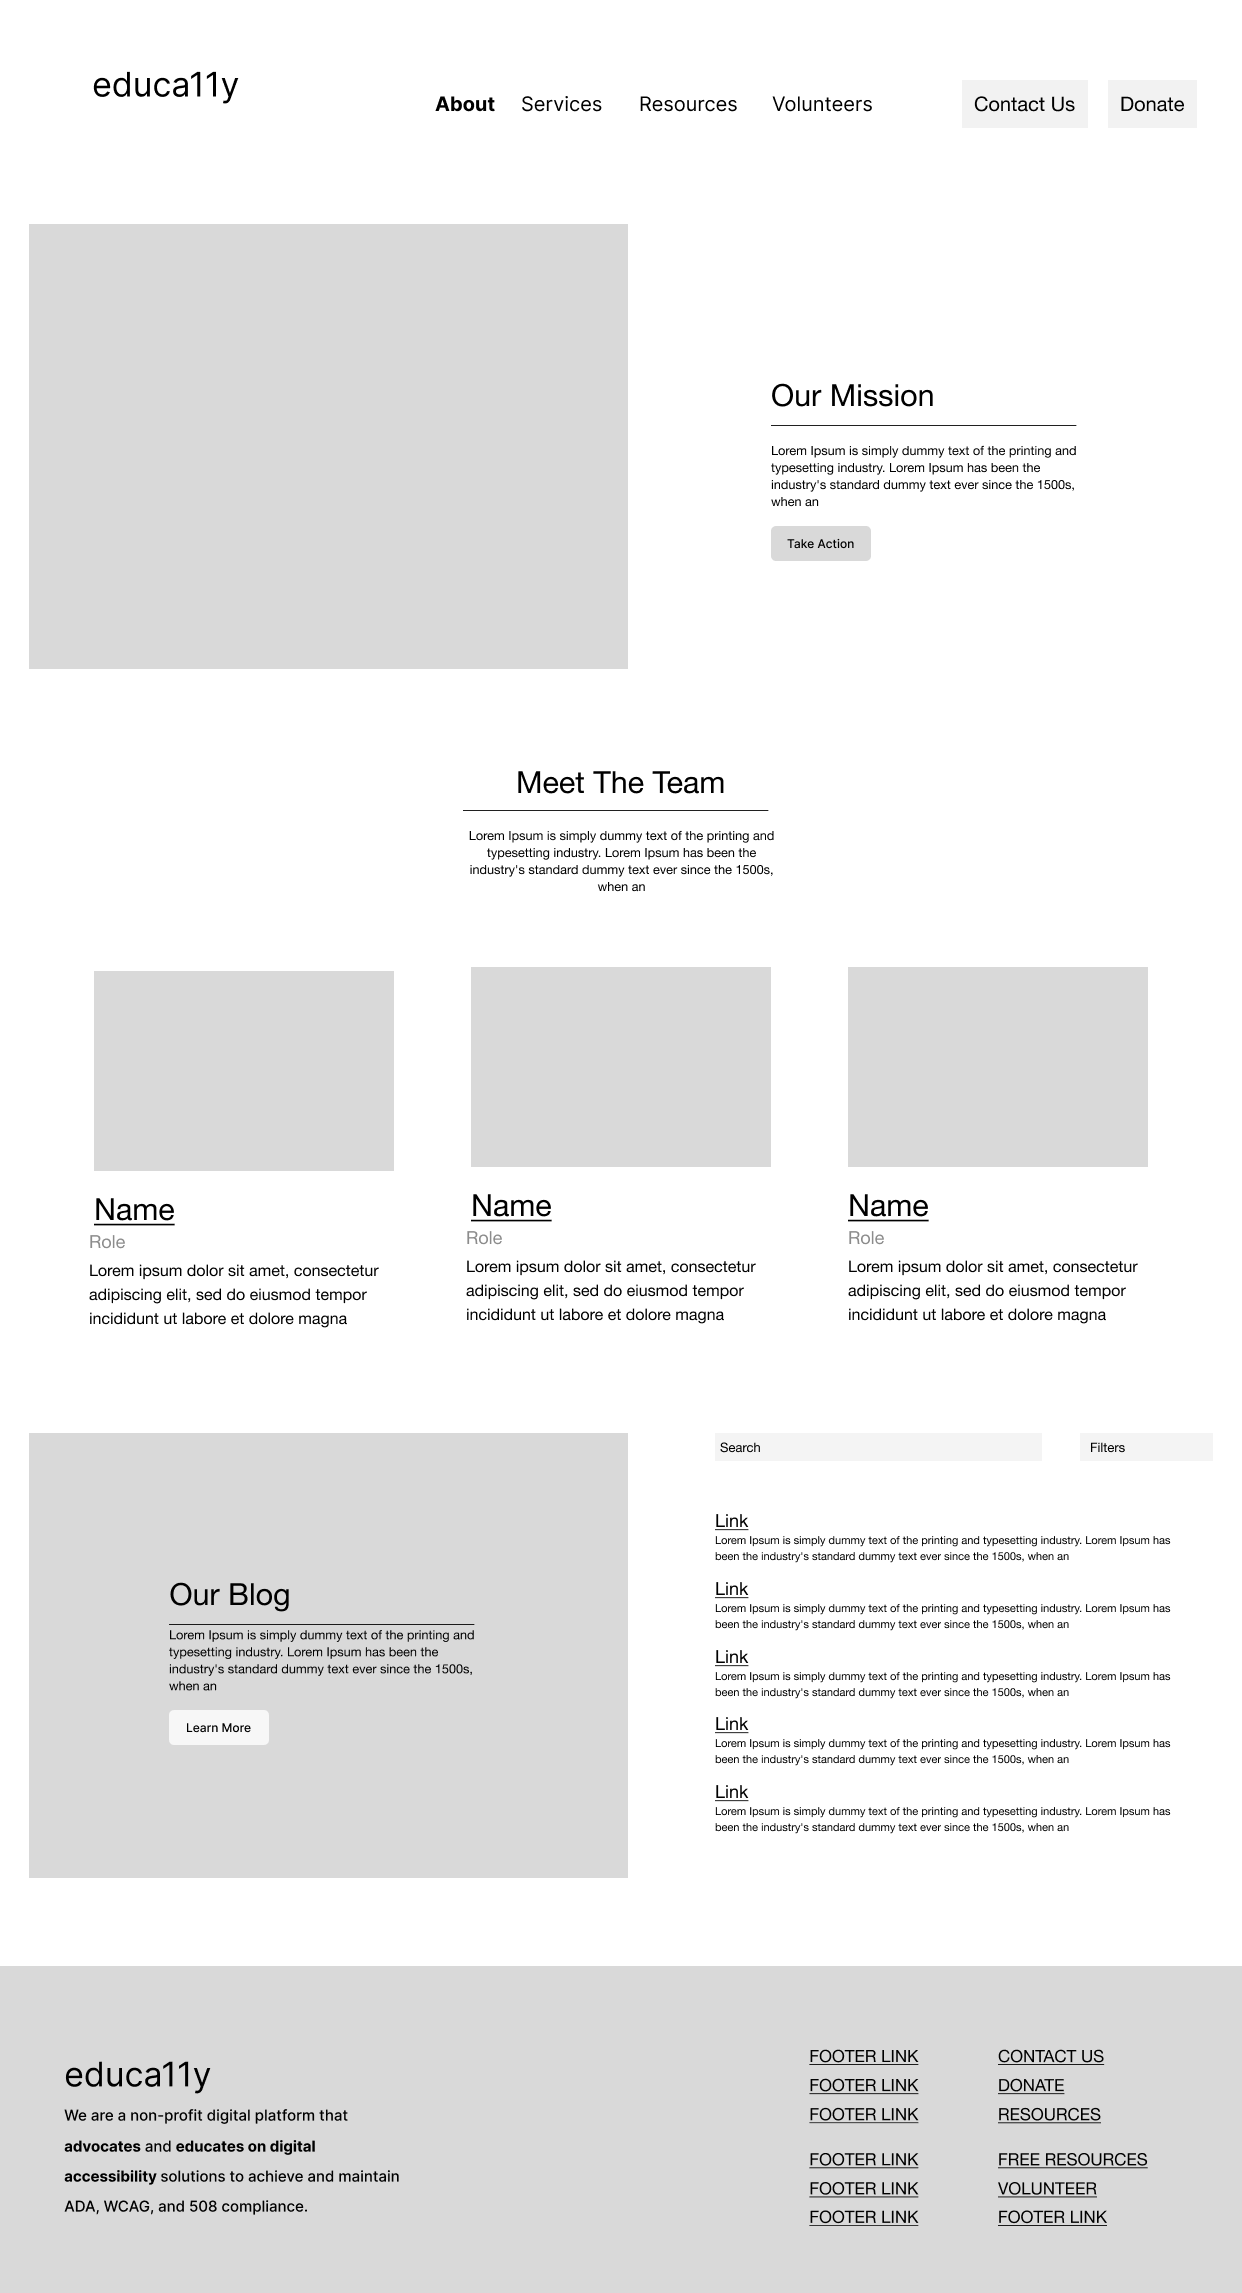 educa11y
About Services Resources Volunteers Contact Us Donate
Our Mission
Lorem Ipsum is simply dummy text of the printing and
typesetting industry. Lorem Ipsum has been the
industry's standard dummy text ever since the 1500s,
when an
Take Action
Meet The Team
Lorem Ipsum is simply dummy text of the printing and
typesetting industry. Lorem Ipsum has been the
industry's standard dummy text ever since the 1500s,
when an
Name
Role
Lorem ipsum dolor sit amet, consectetur
adipiscing elit, sed do eiusmod tempor
incididunt ut labore et dolore magna
Name
Role
Lorem ipsum dolor sit amet, consectetur
adipiscing elit, sed do eiusmod tempor
incididunt ut labore et dolore magna
Name
Role
Lorem ipsum dolor sit amet, consectetur
adipiscing elit, sed do eiusmod tempor
incididunt ut labore et dolore magna
Our Blog
Lorem Ipsum is simply dummy text of the printing and
typesetting industry. Lorem Ipsum has been the
industry's standard dummy text ever since the 1500s,
when an
Learn More
Search
Filters
Link
Lorem Ipsum is simply dummy text of the printing and typesetting industry. Lorem Ipsum has
been the industry's standard dummy text ever since the 1500s, when an
Link
Lorem Ipsum is simply dummy text of the printing and typesetting industry. Lorem Ipsum has
been the industry's standard dummy text ever since the 1500s, when an
Link
Lorem Ipsum is simply dummy text of the printing and typesetting industry. Lorem Ipsum has
been the industry's standard dummy text ever since the 1500s, when an
Link
Lorem Ipsum is simply dummy text of the printing and typesetting industry. Lorem Ipsum has
been the industry's standard dummy text ever since the 1500s, when an
Link
Lorem Ipsum is simply dummy text of the printing and typesetting industry. Lorem Ipsum has
been the industry's standard dummy text ever since the 1500s, when an
educa11y
We are a non-profit digital platform that
advocates and educates on digital
accessibility solutions to achieve and maintain
ADA, WCAG, and 508 compliance.
FOOTER LINK
FOOTER LINK
FOOTER LINK
FOOTER LINK
FOOTER LINK
FOOTER LINK
CONTACT US
DONATE
RESOURCES
FREE RESOURCES
VOLUNTEER
FOOTER LINK